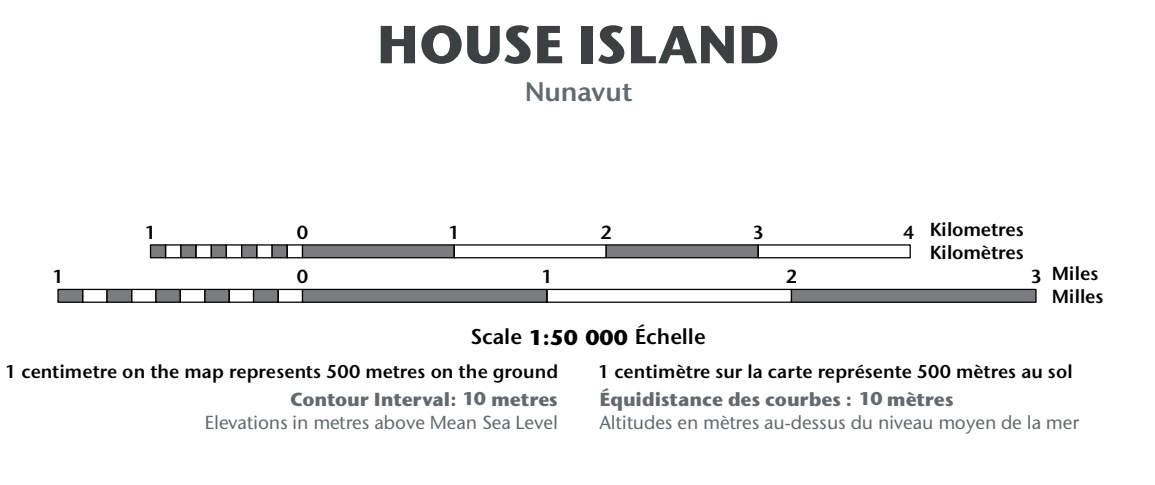 HOUSE ISLAND
Nunavut
1 0 1 2 3 4 Kilometres
Kilomètres
1 0 1 2 3 Miles
Milles
Scale 1:50 000 Échelle
1 centimetre on the map represents 500 metres on the ground
Contour Interval: 10 metres
Elevations in metres above Mean Sea Level
1 centimètre sur la carte représente 500 mètres au sol
Équidistance des courbes : 10 mètres
Altitudes en mètres au-dessus du niveau moyen de la mer